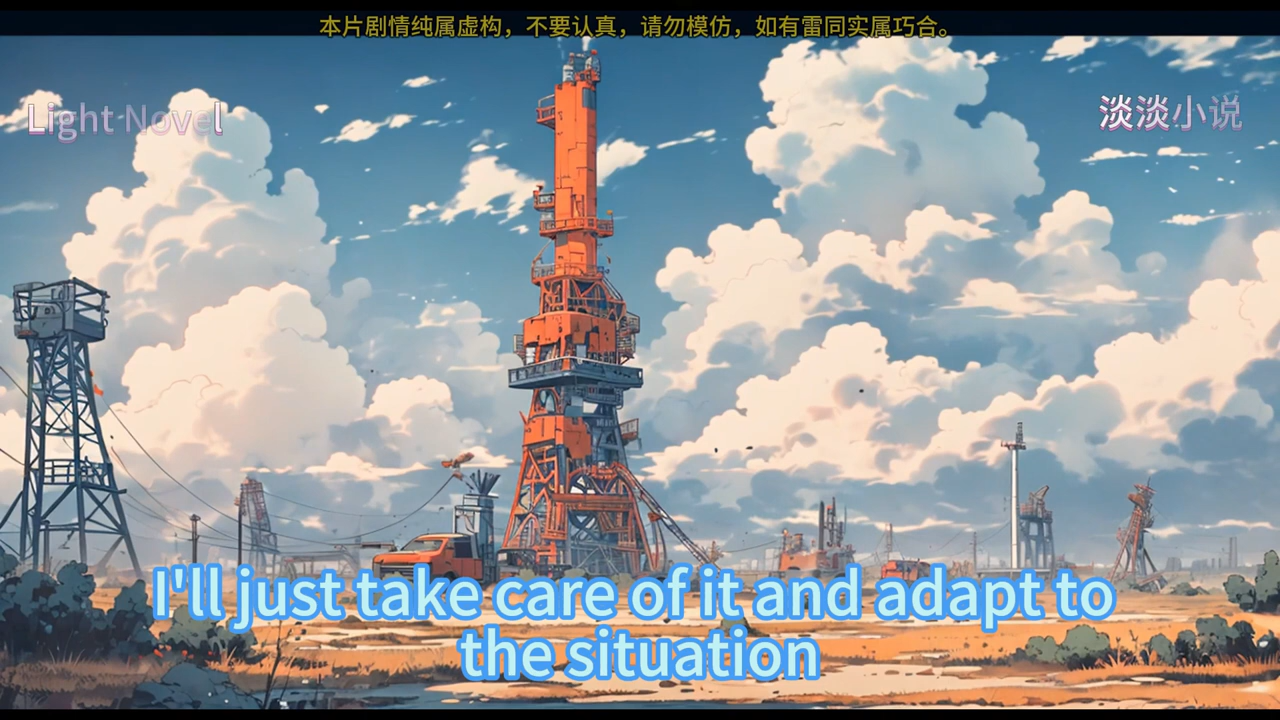 本片剧情纯属虚构，不要认真，请勿模仿，如有雷同实属巧合。
Light Novel
淡淡小说
I'll just take care of it and adapt to
the situation